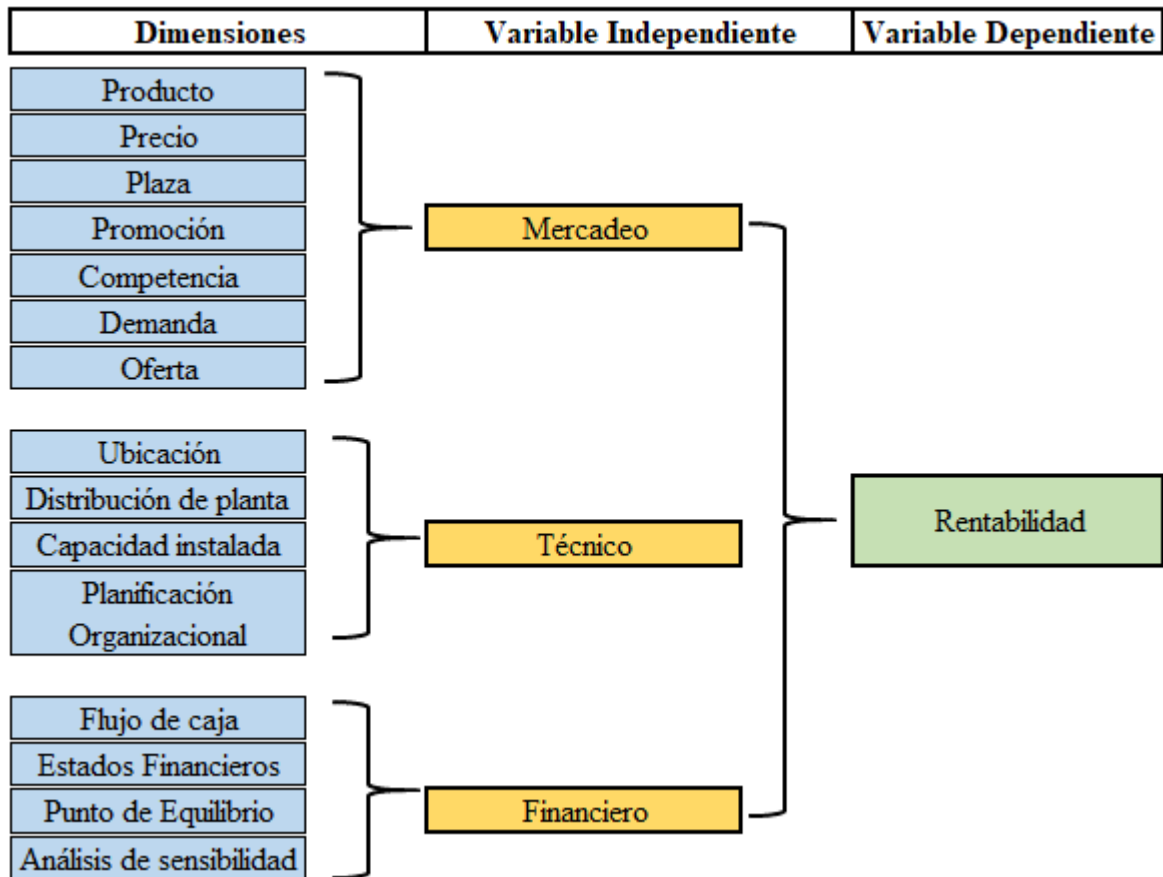 Dimensiones
Variable Independiente
Variable Dependiente
Producto
Precio
Plaza
Promoción
Competencia
Demanda
Oferta
Mercadeo
Ubicación
Distribución de planta
Capacidad instalada
Planificación
Organizacional
Técnico
Rentabilidad
Flujo de caja
Estados Financieros
Punto de Equilibrio
Análisis de sensibilidad
Financiero